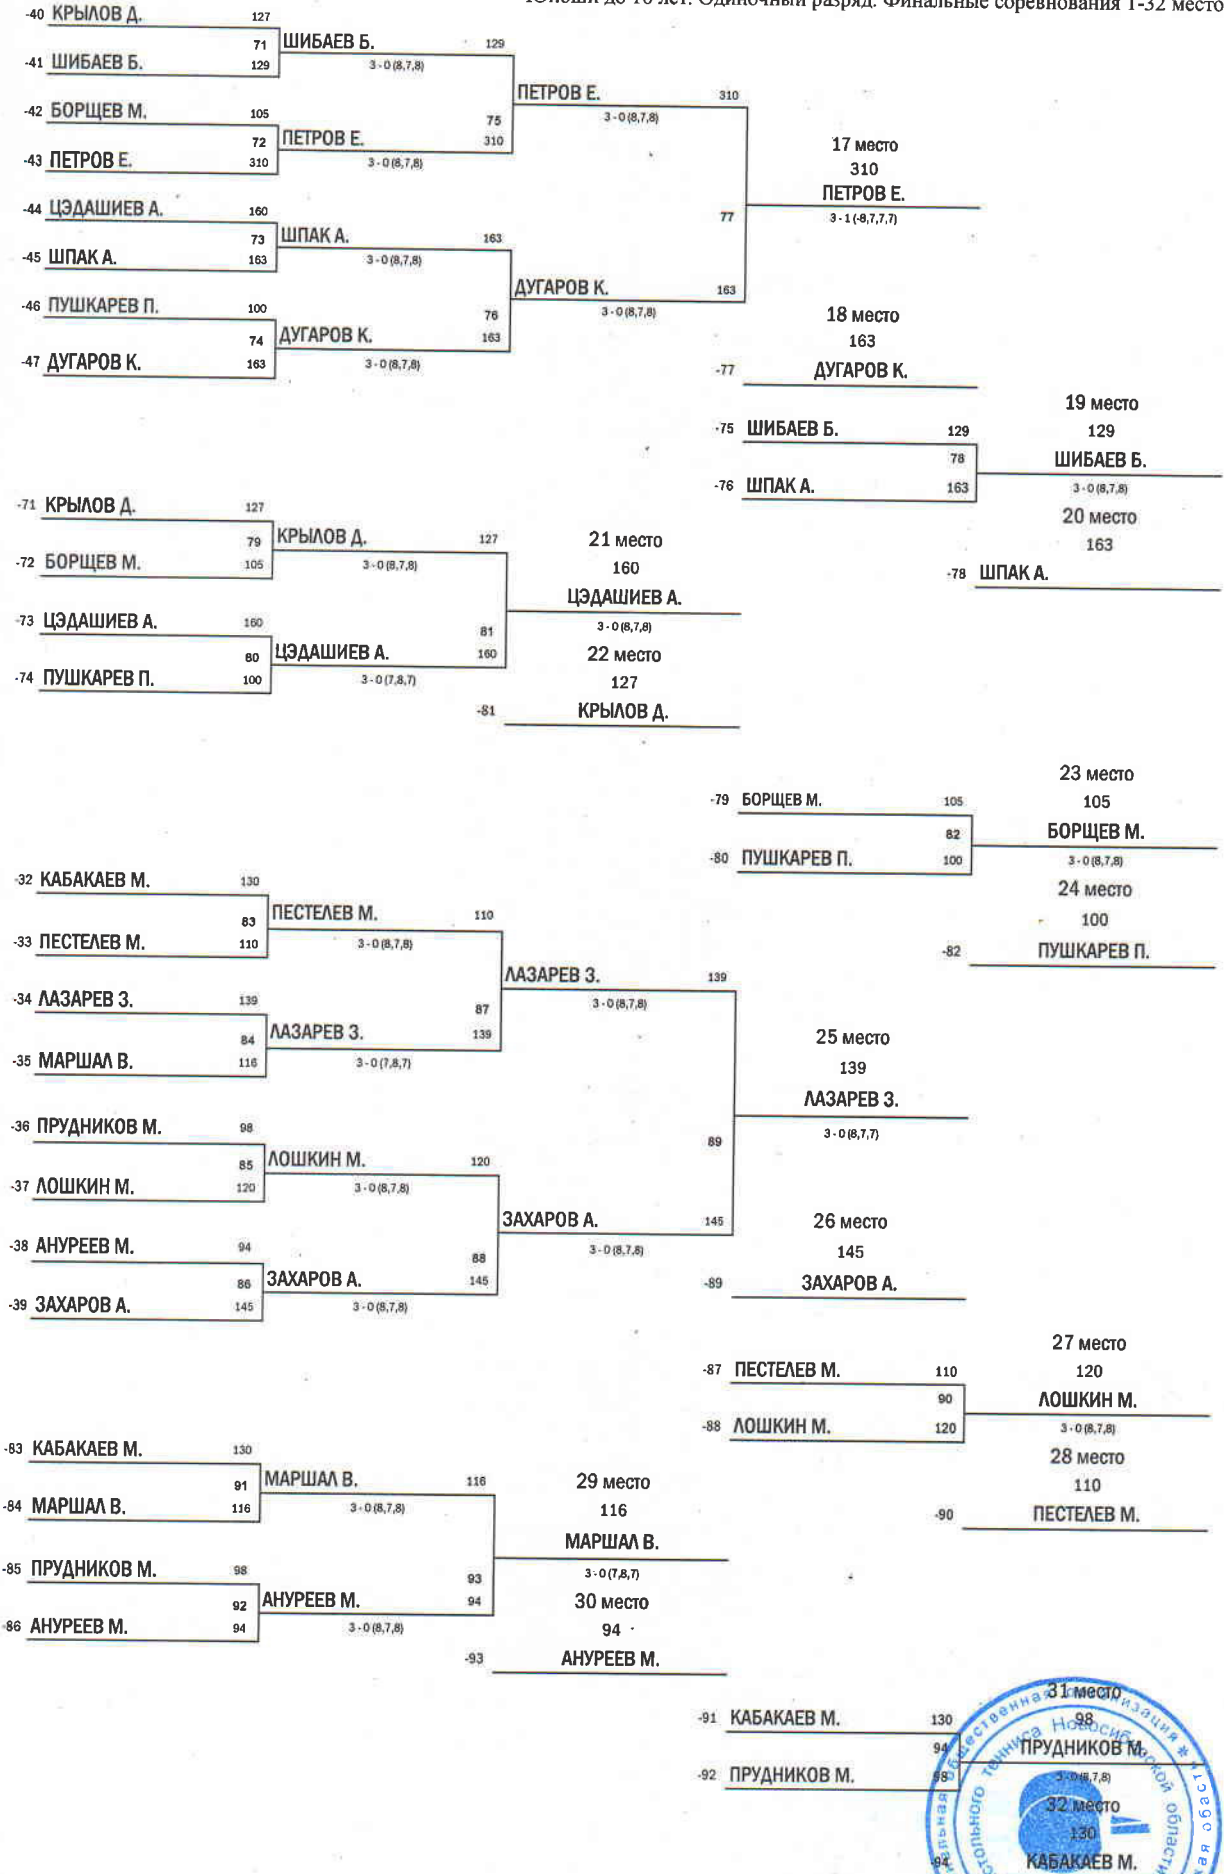 Юноши до 16 лет. Одиночный разряд. Финальные соревнования 1-32 место
-40 КРЫЛОВ Д. 127
71 ШИБАЕВ Б. 129
-41 ШИБАЕВ Б. 129 3 - 0 (8,7,8)
ПЕТРОВ Е. 310
-42 БОРЩЕВ М. 105 75 3 - 0 (8,7,8)
72 ПЕТРОВ Е. 310
-43 ПЕТРОВ Е. 310 3 - 0 (8,7,8)
17 место
310
ПЕТРОВ Е.
77 3 - 1 (-8,7,7,7)
-44 ЦЭДАШИЕВ А. 160
73 ШПАК А. 163
-45 ШПАК А. 163 3 - 0 (8,7,8)
ДУГАРОВ К. 163
-46 ПУШКАРЕВ П. 100 76 3 - 0 (8,7,8)
74 ДУГАРОВ К. 163
-47 ДУГАРОВ К. 163 3 - 0 (8,7,8)
18 место
163
-77 ДУГАРОВ К.
19 место
-75 ШИБАЕВ Б. 129 129
78 ШИБАЕВ Б.
-76 ШПАК А. 163 3 - 0 (8,7,8)
20 место
163
-78 ШПАК А.
-71 КРЫЛОВ Д. 127
79 КРЫЛОВ Д. 127
-72 БОРЩЕВ М. 105 3 - 0 (8,7,8)
21 место
160
ЦЭДАШИЕВ А.
-73 ЦЭДАШИЕВ А. 160 81 3 - 0 (8,7,8)
80 ЦЭДАШИЕВ А. 160
-74 ПУШКАРЕВ П. 100 3 - 0 (7,8,7)
22 место
127
-81 КРЫЛОВ Д.
23 место
-79 БОРЩЕВ М. 105 105
82 БОРЩЕВ М.
-80 ПУШКАРЕВ П. 100 3 - 0 (8,7,8)
24 место
100
-82 ПУШКАРЕВ П.
-32 КАБАКАЕВ М. 130
83 ПЕСТЕЛЕВ М. 110
-33 ПЕСТЕЛЕВ М. 110 3 - 0 (8,7,8)
ЛАЗАРЕВ З. 139
-34 ЛАЗАРЕВ З. 139 87 3 - 0 (8,7,8)
84 ЛАЗАРЕВ З. 139
-35 МАРШАЛ В. 116 3 - 0 (7,8,7)
25 место
139
ЛАЗАРЕВ З.
89 3 - 0 (8,7,7)
-36 ПРУДНИКОВ М. 98
85 ЛОШКИН М. 120
-37 ЛОШКИН М. 120 3 - 0 (8,7,8)
ЗАХАРОВ А. 145
-38 АНУРЕЕВ М. 94 88 3 - 0 (8,7,8)
86 ЗАХАРОВ А. 145
-39 ЗАХАРОВ А. 145 3 - 0 (8,7,8)
26 место
145
-89 ЗАХАРОВ А.
27 место
-87 ПЕСТЕЛЕВ М. 110 120
90 ЛОШКИН М.
-88 ЛОШКИН М. 120 3 - 0 (8,7,8)
28 место
110
-90 ПЕСТЕЛЕВ М.
-83 КАБАКАЕВ М. 130
91 МАРШАЛ В. 116
-84 МАРШАЛ В. 116 3 - 0 (8,7,8)
29 место
116
МАРШАЛ В.
-85 ПРУДНИКОВ М. 98 93 3 - 0 (7,8,7)
92 АНУРЕЕВ М. 94
-86 АНУРЕЕВ М. 94 3 - 0 (8,7,8)
30 место
94
-93 АНУРЕЕВ М.
31 место
-91 КАБАКАЕВ М. 130 98
94 ПРУДНИКОВ М.
-92 ПРУДНИКОВ М. 98 3 - 0 (8,7,8)
32 место
130
-94 КАБАКАЕВ М.
общественная организация *
тенниса Новосибирской области